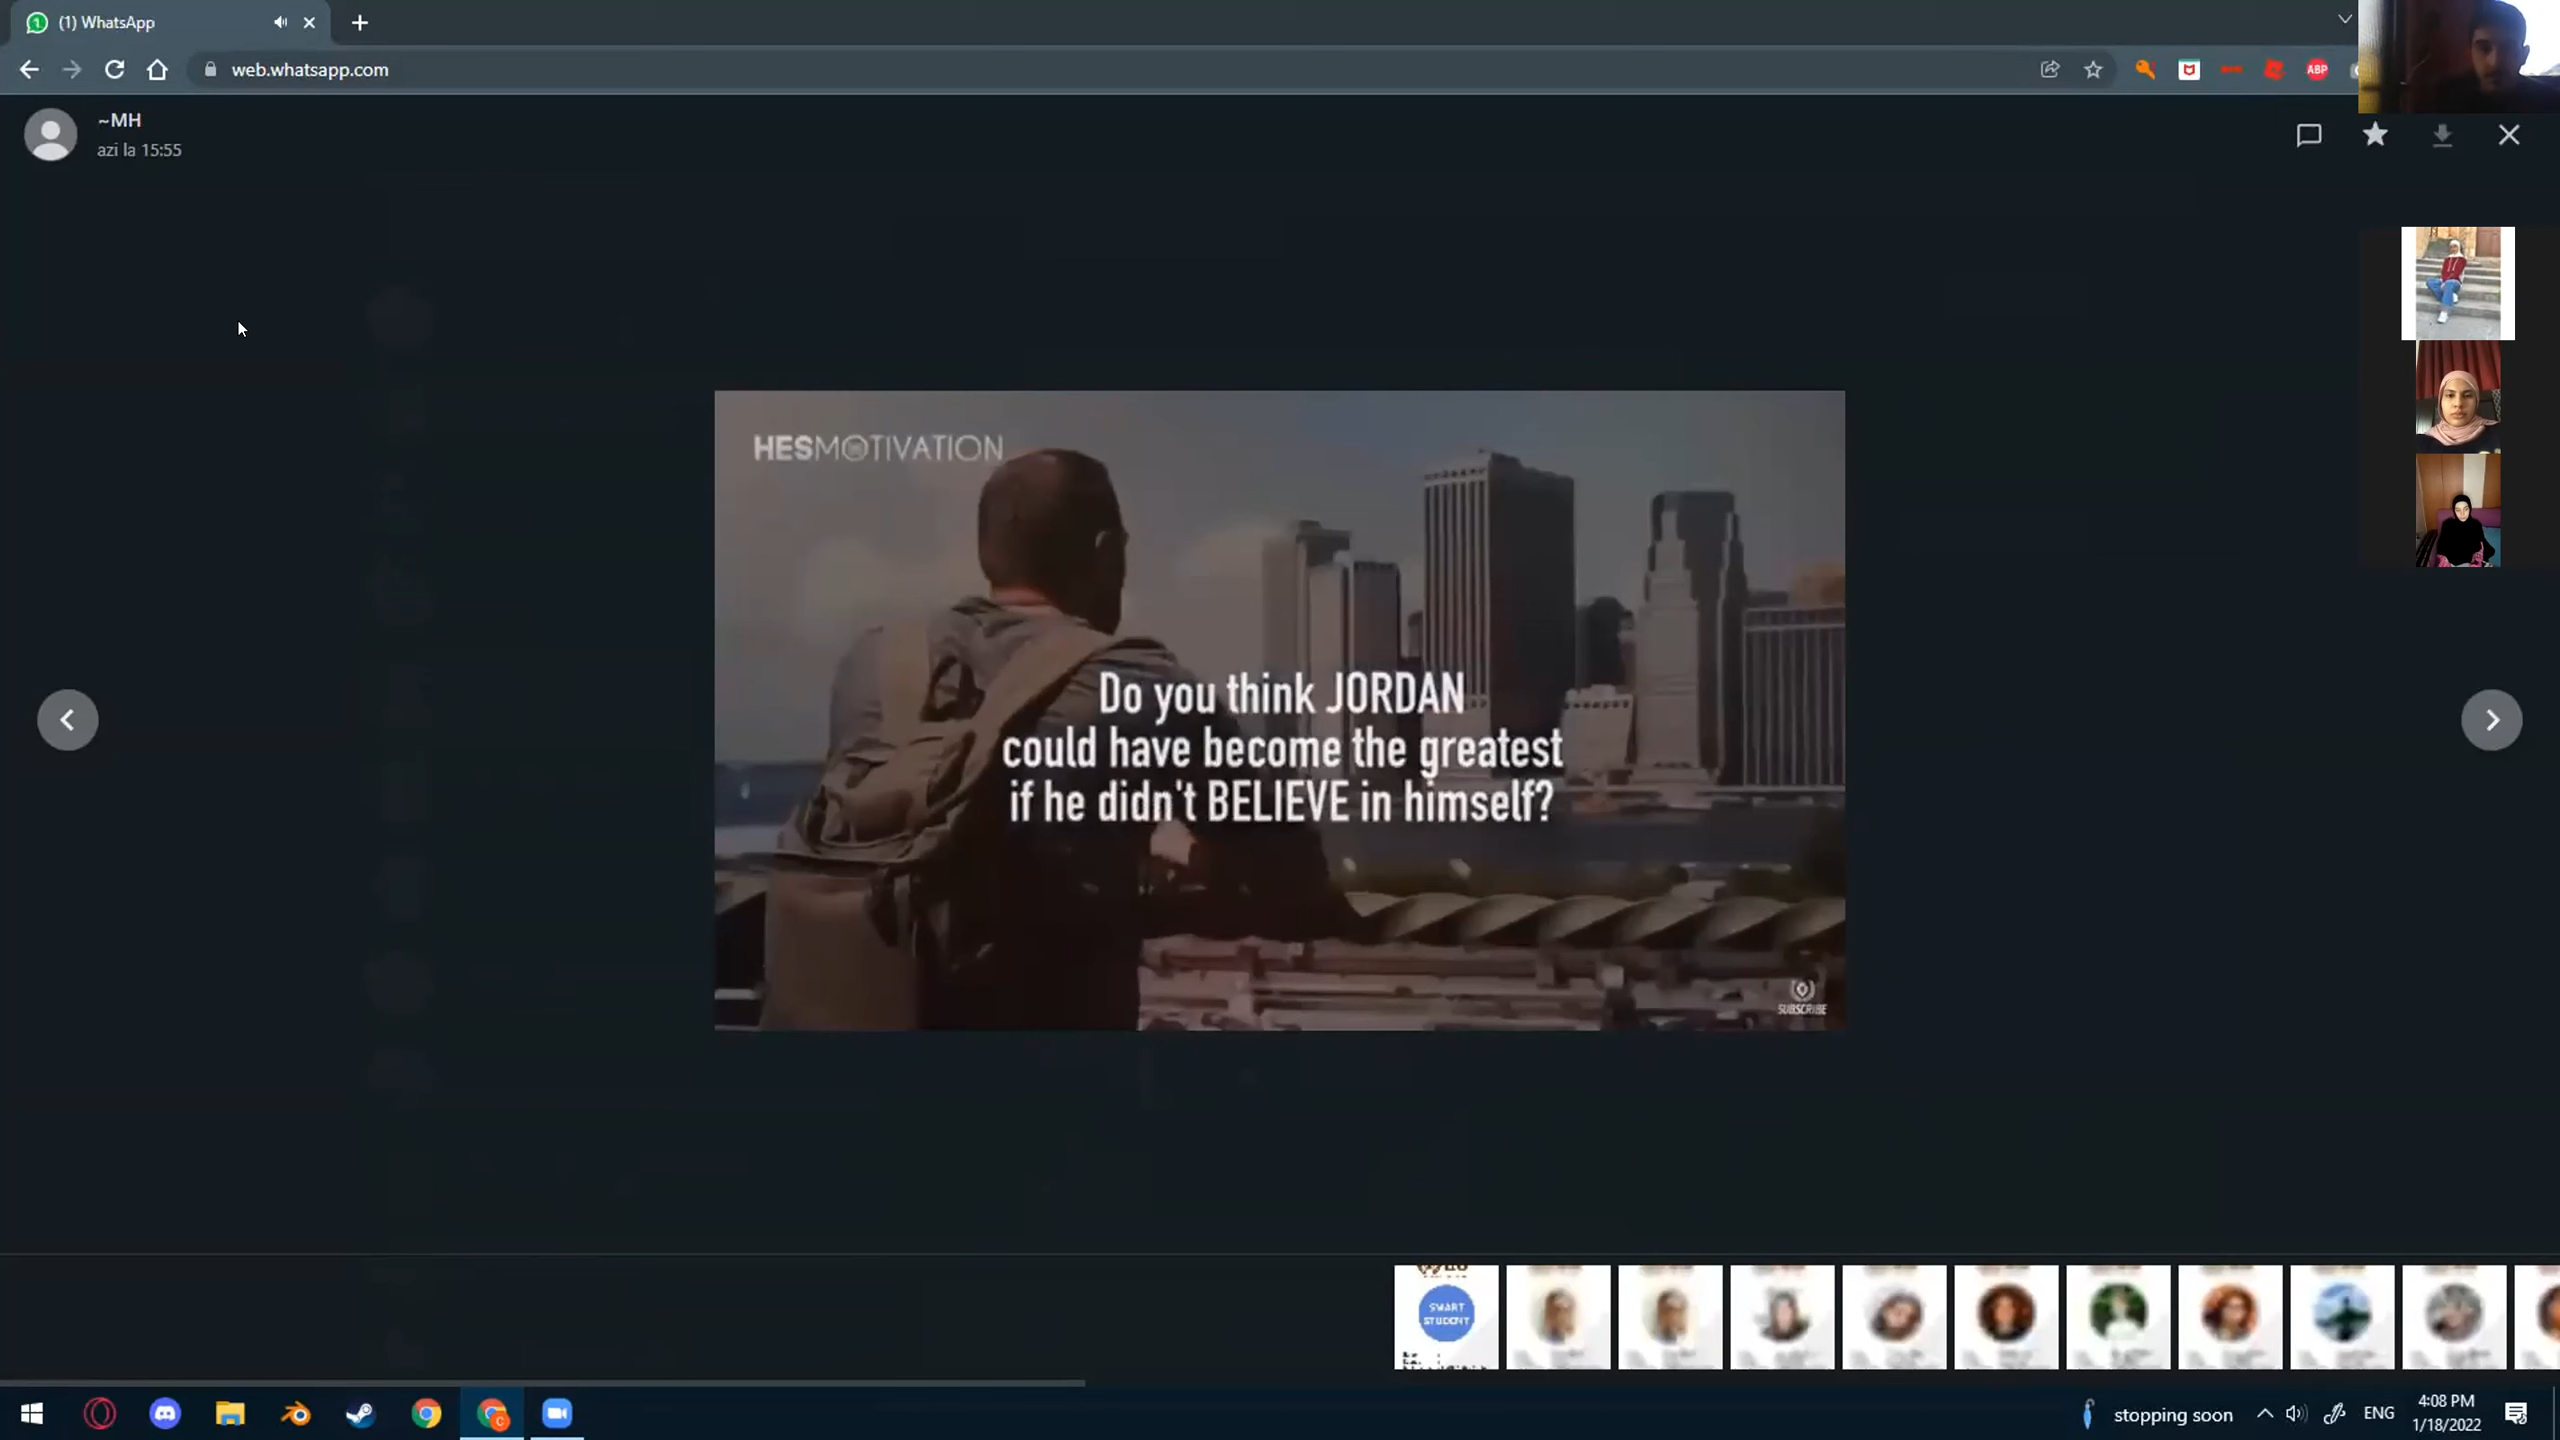 (1) WhatsApp
web.whatsapp.com
ABP
~MH
azi la 15:55
HESMOTIVATION
Do you think JORDAN
could have become the greatest
if he didn't BELIEVE in himself?
SUBSCRIBE
SMART
STUDENT
stopping soon
ENG
4:08 PM
1/18/2022